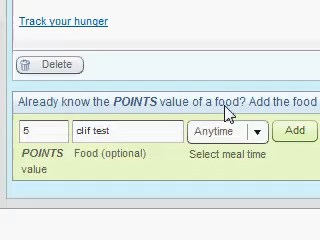 Track your hunger
Delete
Already know the POINTS value of a food? Add the food
5 clif test Anytime Add
POINTS value Food (optional) Select meal time